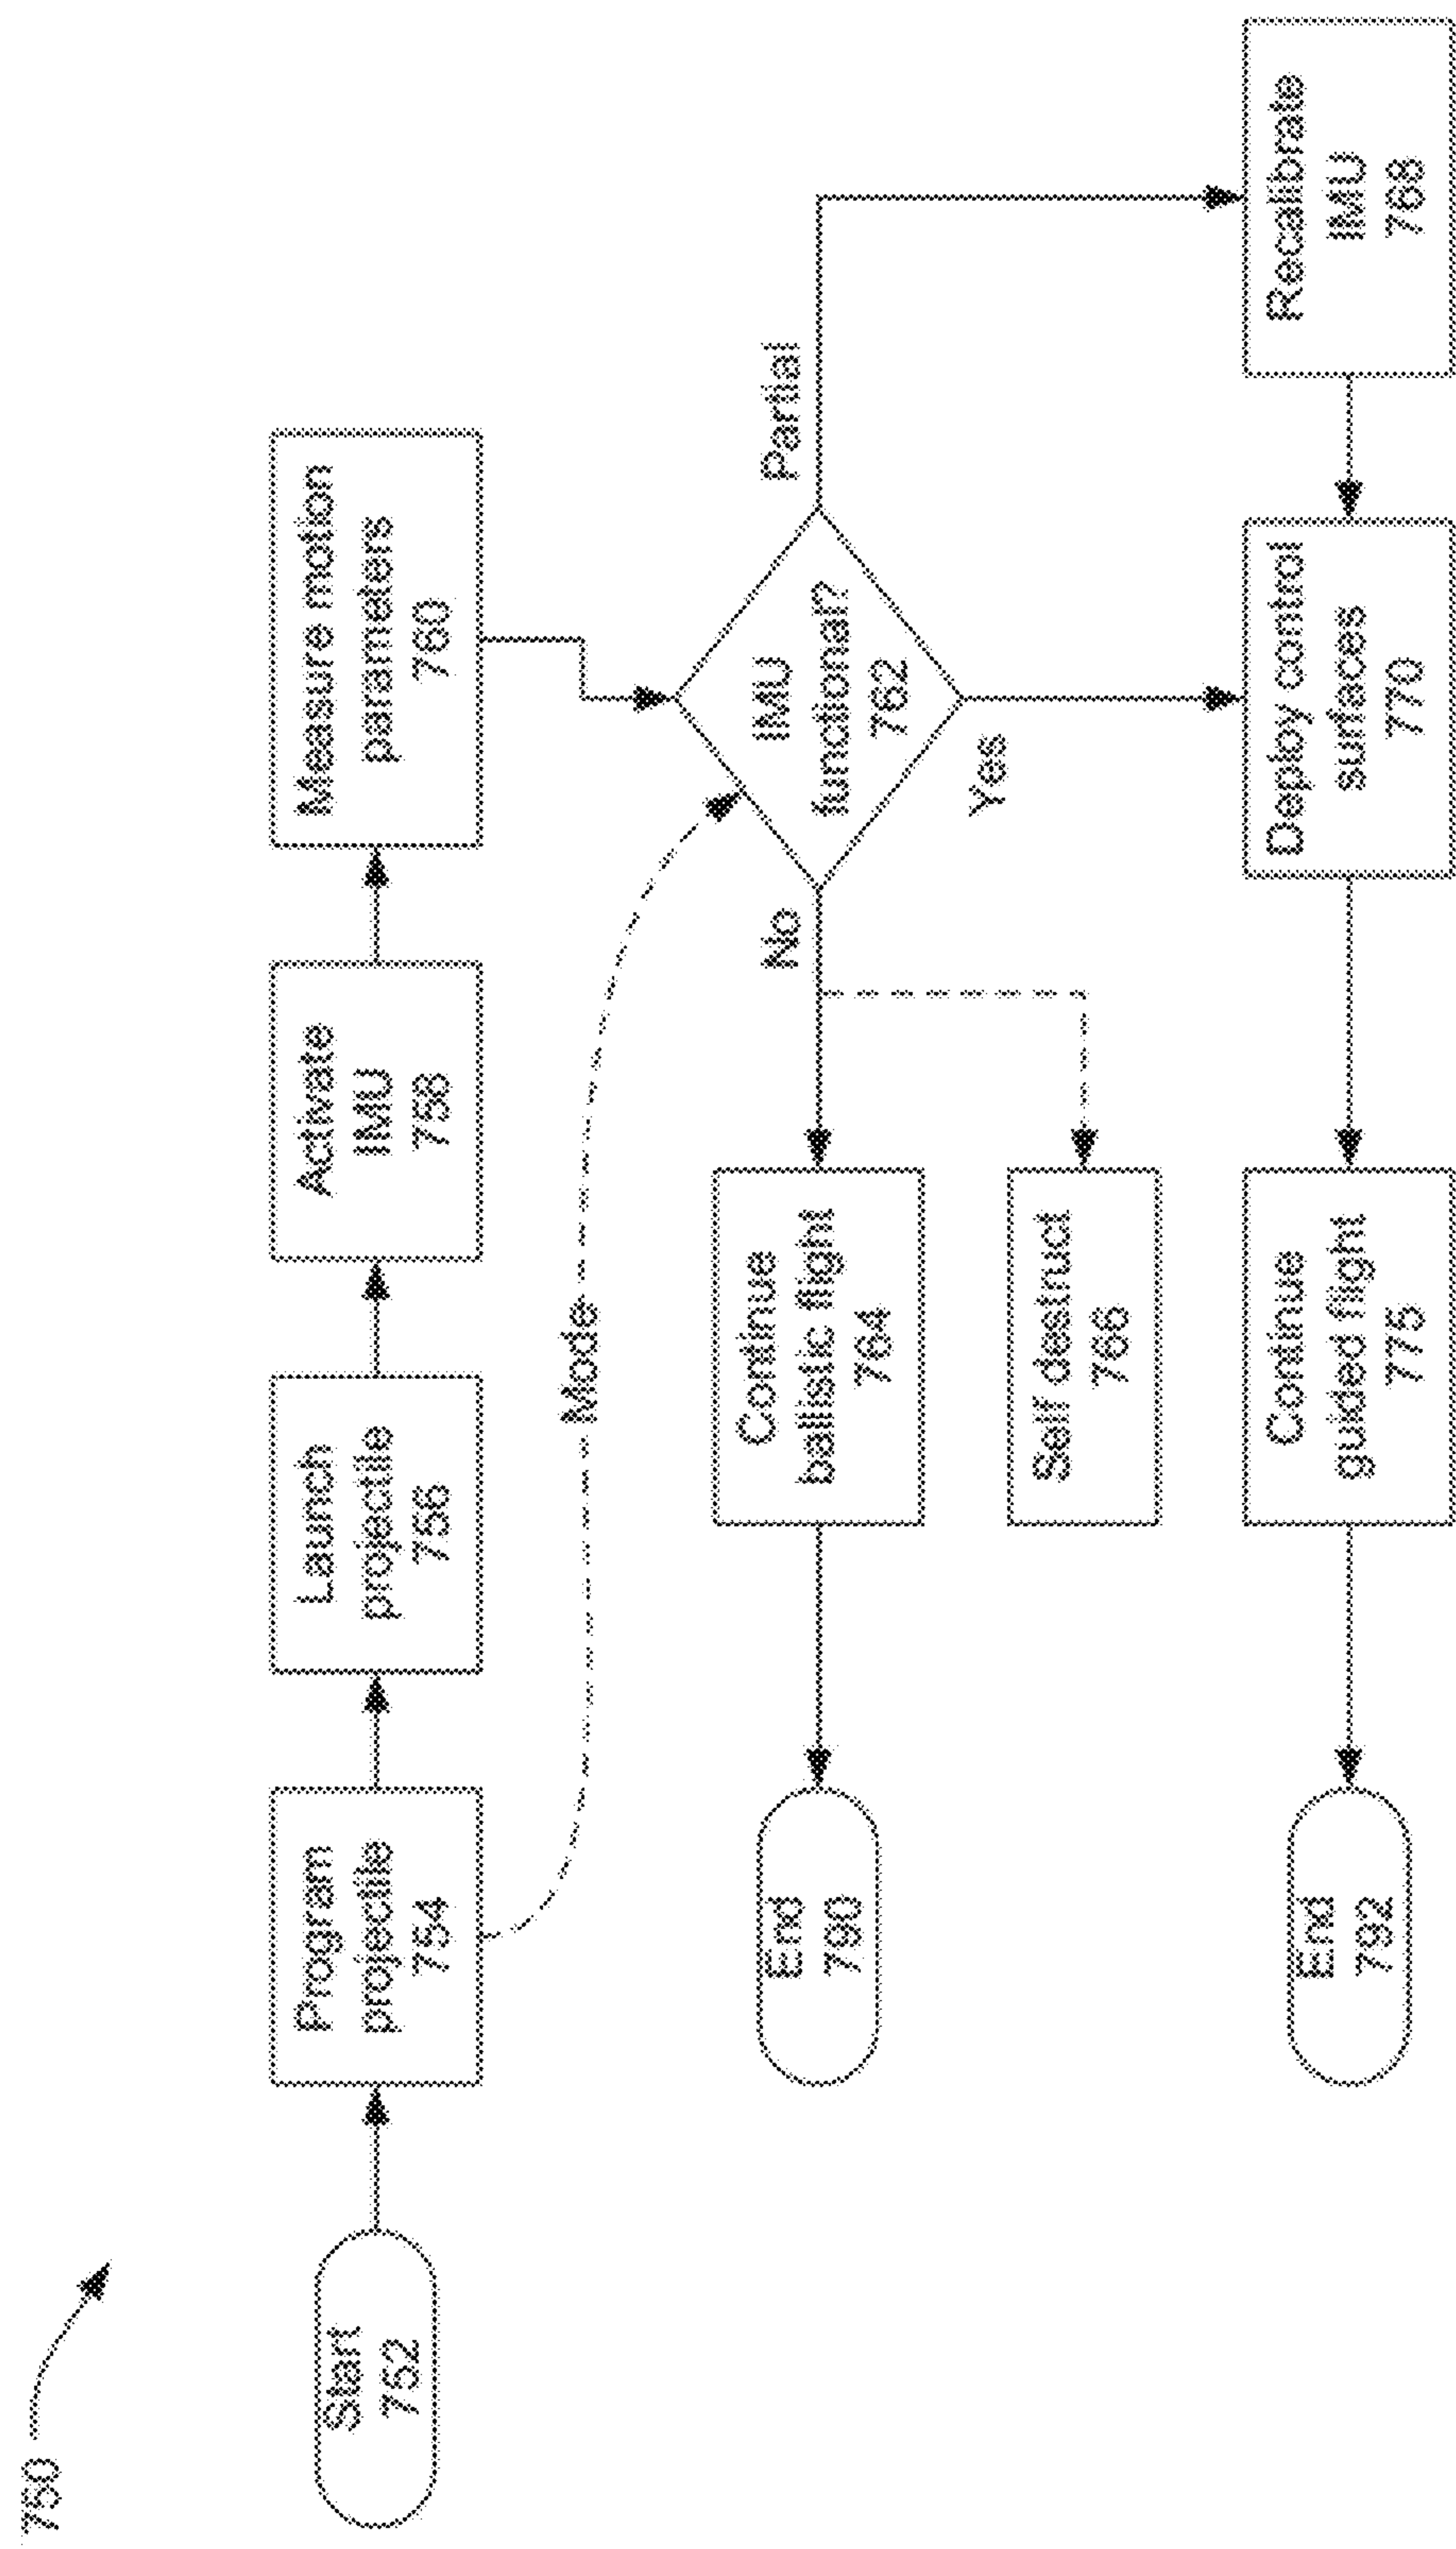 750
Start
752
Program
projectile
754
Launch
projectile
756
Activate
IMU
758
Measure motion
parameters
760
Mode
IMU
functional?
762
No
Partial
Yes
Continue
ballistic flight
764
End
790
Self destruct
766
Recalibrate
IMU
768
Deploy control
surfaces
770
Continue
guided flight
775
End
792